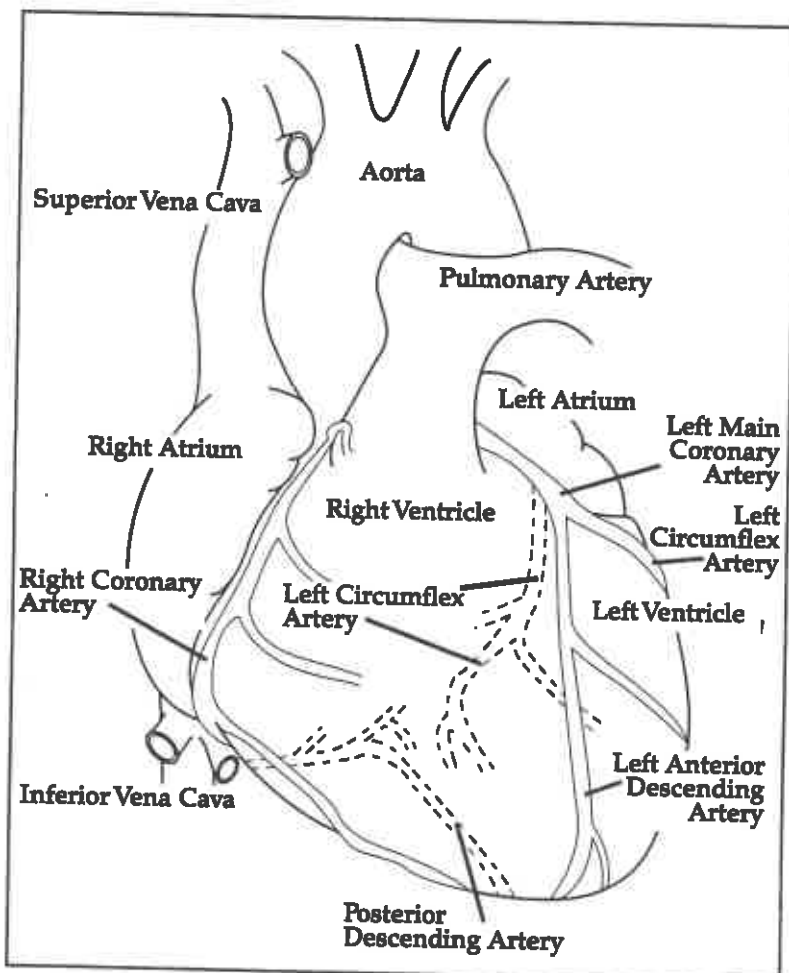 Aorta
Superior Vena Cava
Pulmonary Artery
Left Atrium
Right Atrium
Left Main
Coronary
Artery
Right Ventricle
Left
Circumflex
Artery
Right Coronary
Artery
Left Circumflex
Artery
Left Ventricle
Inferior Vena Cava
Left Anterior
Descending
Artery
Posterior
Descending Artery